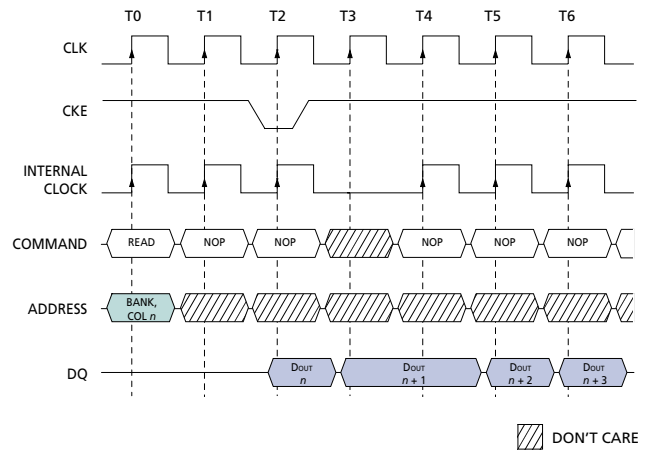 T0 T1 T2 T3 T4 T5 T6
CLK
CKE
INTERNAL
CLOCK
COMMAND READ NOP NOP NOP NOP NOP
ADDRESS BANK,
COL n
DQ DOUT DOUT DOUT DOUT
n n + 1 n + 2 n + 3
DON'T CARE